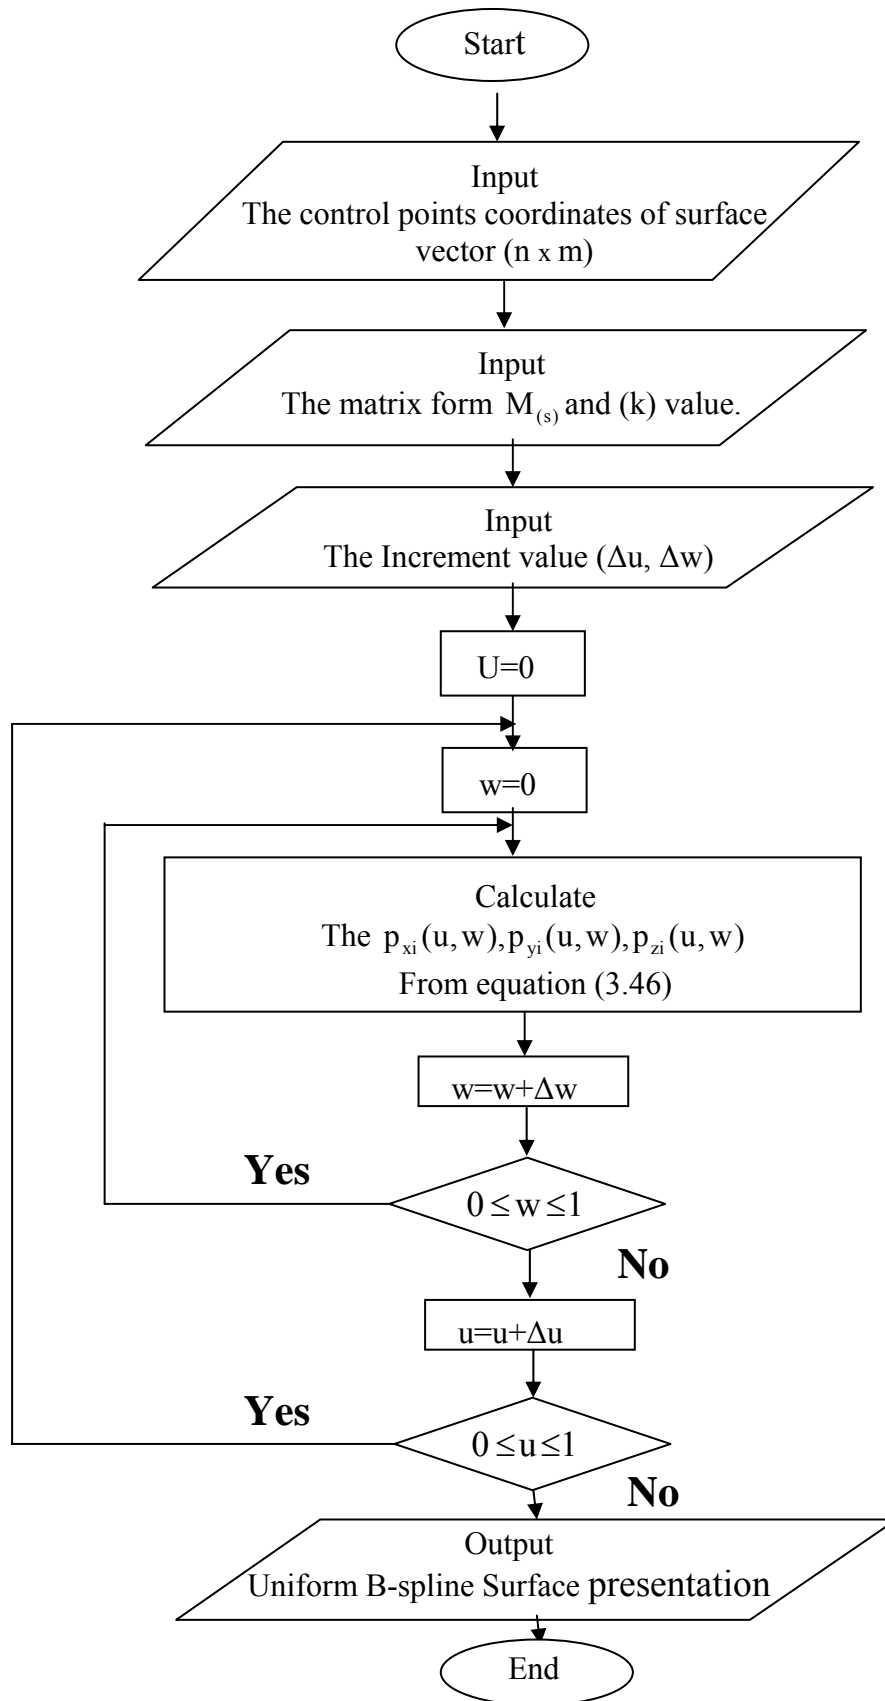 Start
Input
The control points coordinates of surface
vector (n x m)
Input
The matrix form M(s) and (k) value.
Input
The Increment value (Δu, Δw)
U=0
w=0
Calculate
The pxi(u,w),pyi(u,w),pzi(u,w)
From equation (3.46)
w=w+Δw
Yes
0≤w≤1
No
u=u+Δu
Yes
0≤u≤1
No
Output
Uniform B-spline Surface presentation
End